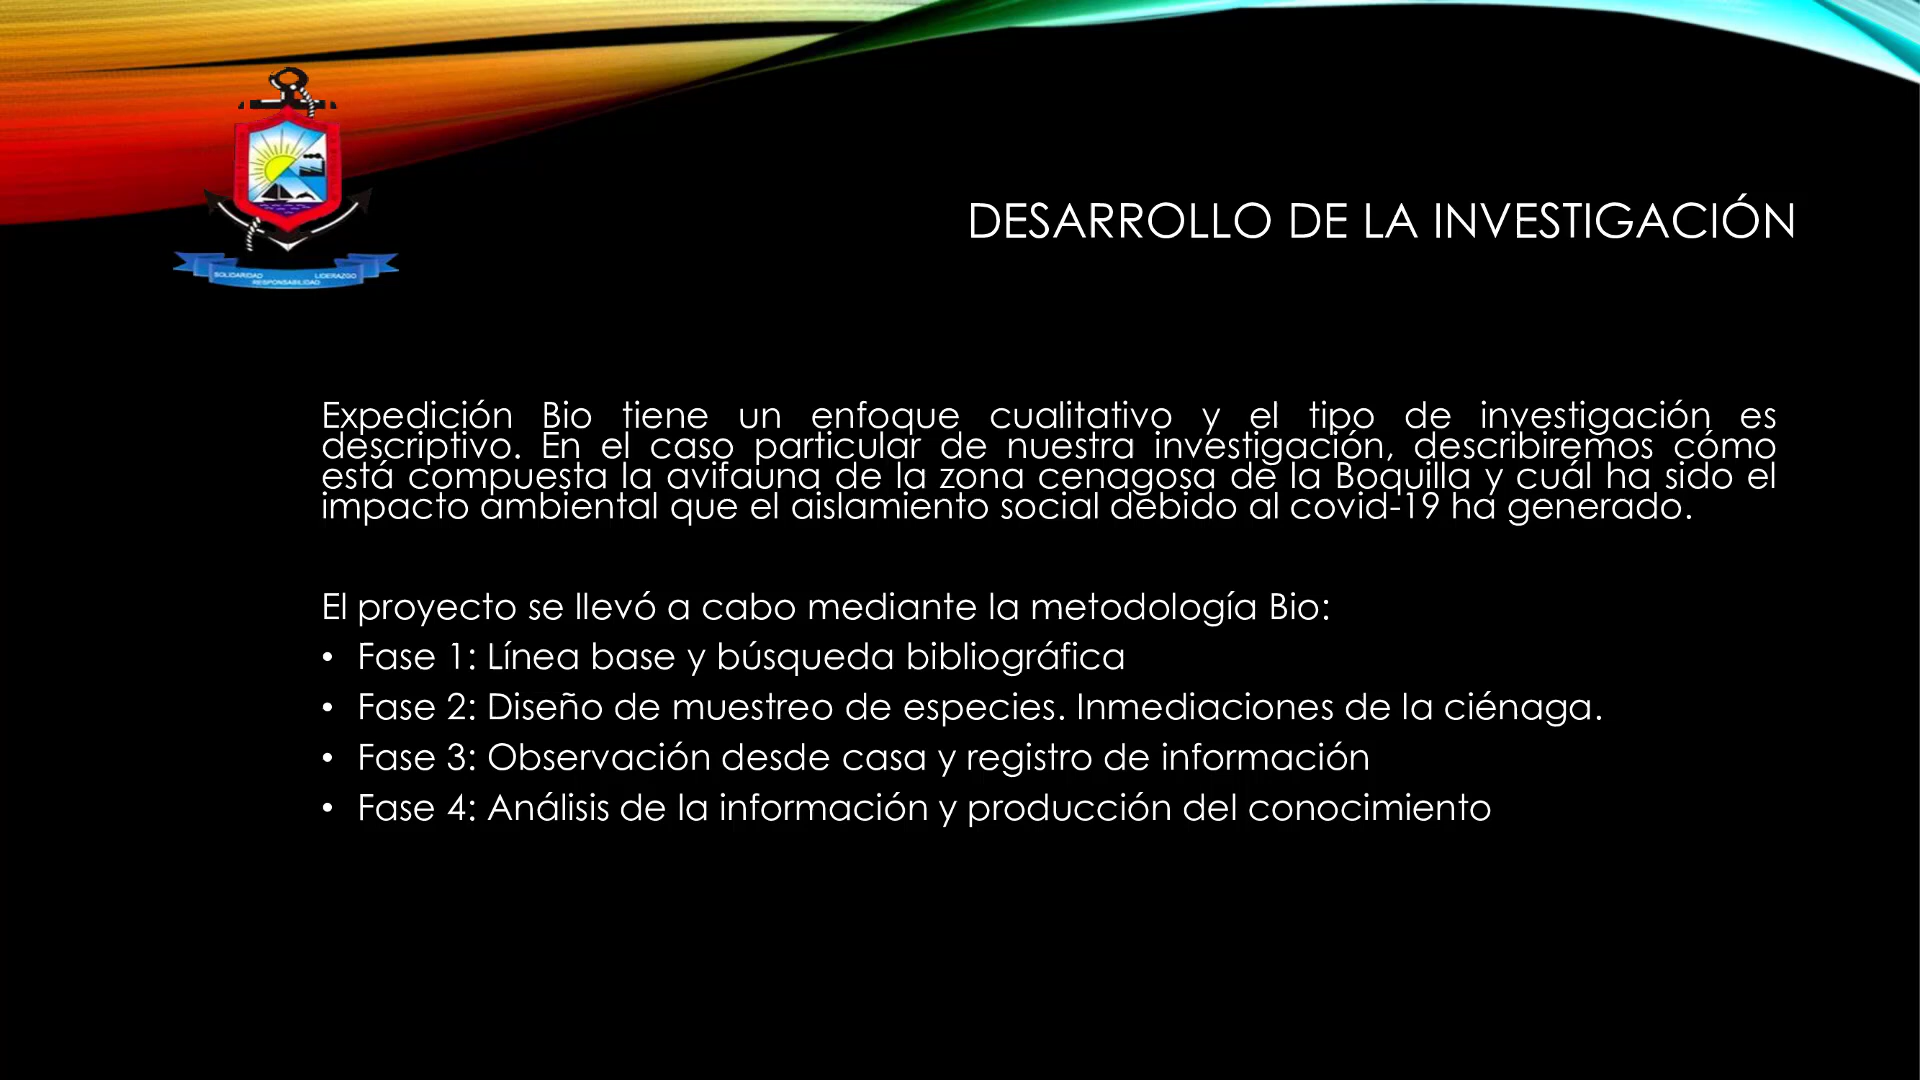 SOLIDARIDAD LIDERAZGO
RESPONSABILIDAD
DESARROLLO DE LA INVESTIGACIÓN
Expedición Bio tiene un enfoque cualitativo y el tipo de investigación es
descriptivo. En el caso particular de nuestra investigación, describiremos cómo
está compuesta la avifauna de la zona cenagosa de la Boquilla y cuál ha sido el
impacto ambiental que el aislamiento social debido al covid-19 ha generado.
El proyecto se llevó a cabo mediante la metodología Bio:
• Fase 1: Línea base y búsqueda bibliográfica
• Fase 2: Diseño de muestreo de especies. Inmediaciones de la ciénaga.
• Fase 3: Observación desde casa y registro de información
• Fase 4: Análisis de la información y producción del conocimiento